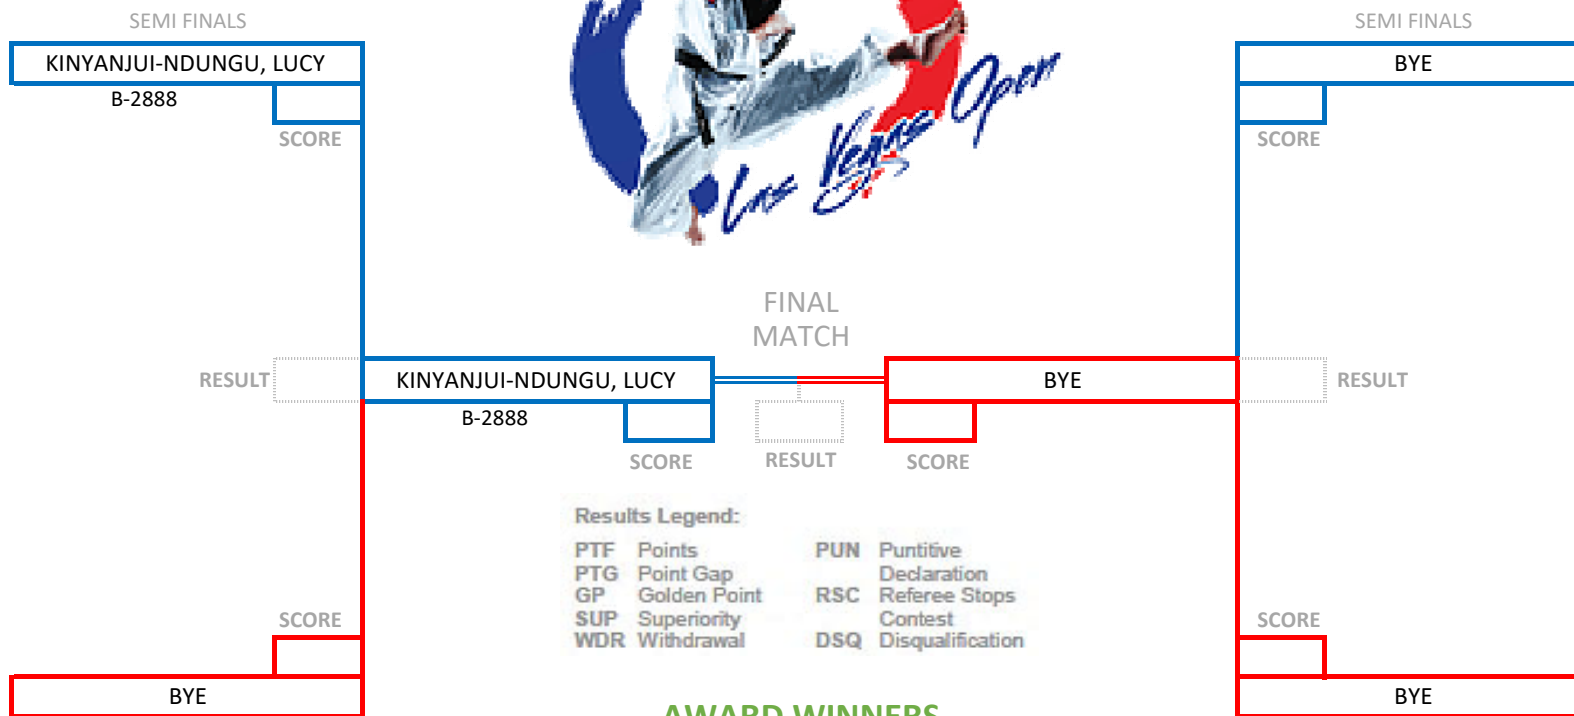 SEMI FINALS
SEMI FINALS
KINYANJUI-NDUNGU, LUCY
BYE
B-2888
SCORE
SCORE
Las Vegas Open
FINAL
MATCH
RESULT
KINYANJUI-NDUNGU, LUCY
BYE
RESULT
B-2888
SCORE
RESULT
SCORE
Results Legend:
PTF Points
PTG Point Gap
GP Golden Point
SUP Superiority
WDR Withdrawal
PUN Puntitive
Declaration
RSC Referee Stops
Contest
DSQ Disqualification
SCORE
SCORE
BYE
BYE
AWARD WINNERS